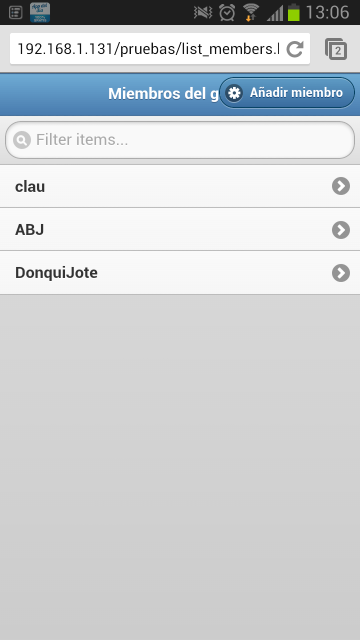 13:06
192.168.1.131/pruebas/list_members.
2
Miembros del g
Añadir miembro
Filter items...
clau
ABJ
DonquiJote